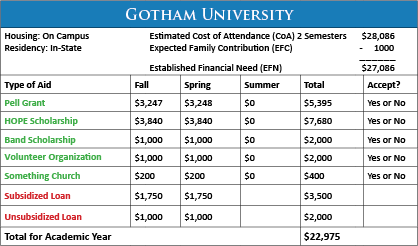 GOTHAM UNIVERSITY
Housing: On Campus Estimated Cost of Attendance (CoA) 2 Semesters $28,086
Residency: In-State Expected Family Contribution (EFC) - 1000
Established Financial Need (EFN) $27,086
Type of Aid Fall Spring Summer Total Accept?
Pell Grant $3,247 $3,248 $0 $5,395 Yes or No
HOPE Scholarship $3,840 $3,840 $0 $7,680 Yes or No
Band Scholarship $1,000 $1,000 $0 $2,000 Yes or No
Volunteer Organization $1,000 $1,000 $0 $2,000 Yes or No
Something Church $200 $200 $0 $400 Yes or No
Subsidized Loan $1,750 $1,750 $3,500
Unsubsidized Loan $1,000 $1,000 $2,000
Total for Academic Year $22,975